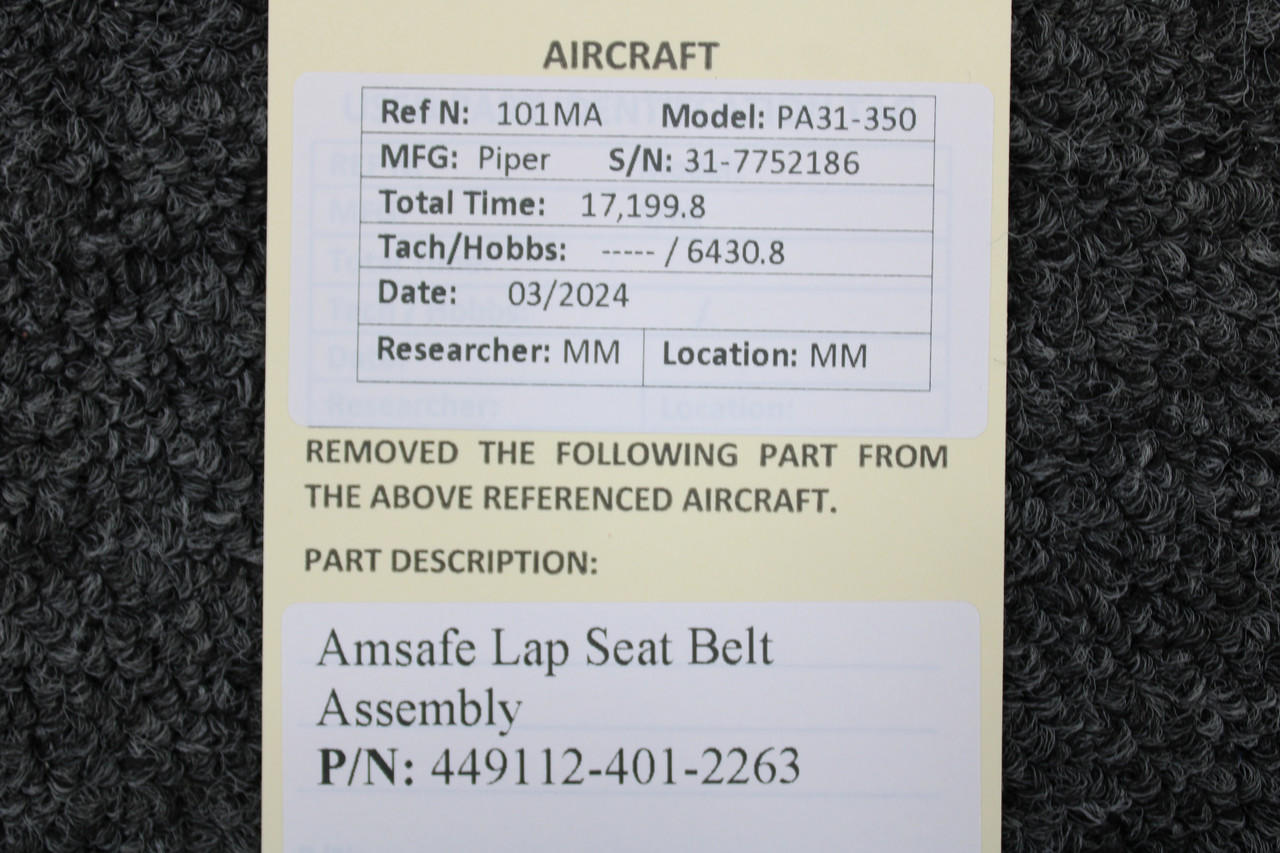 AIRCRAFT
Ref N: 101MA Model: PA31-350
MFG: Piper S/N: 31-7752186
Total Time: 17,199.8
Tach/Hobbs: ----- / 6430.8
Date: 03/2024
Researcher: MM Location: MM
Researcher: Location:
REMOVED THE FOLLOWING PART FROM
THE ABOVE REFERENCED AIRCRAFT.
PART DESCRIPTION:
Amsafe Lap Seat Belt
Assembly
P/N: 449112-401-2263